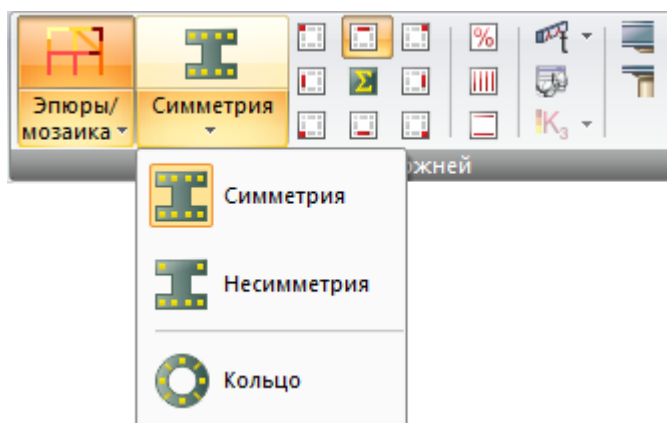 %
Эпюры/
мозаика
Симметрия
Σ
K₃
жней
Симметрия
Несимметрия
Кольцо